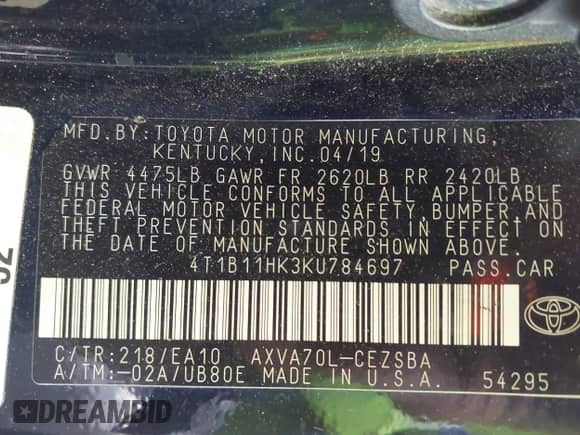 MFD.BY:TOYOTA MOTOR MANUFACTURING,
KENTUCKY,INC.04/19
GVWR 4475LB GAWR FR 2620LB RR 2420LB
THIS VEHICLE CONFORMS TO ALL APPLICABLE
FEDERAL MOTOR VEHICLE SAFETY,BUMPER,AND
THEFT PREVENTION STANDARDS IN EFFECT ON
THE DATE OF MANUFACTURE SHOWN ABOVE.
4T1B11HK3KU784697 PASS.CAR
C/TR:218/EA10 AXVA70L-CEZSBA
A/TM:-02A/UB80E MADE IN U.S.A. 54295
DREAMBID